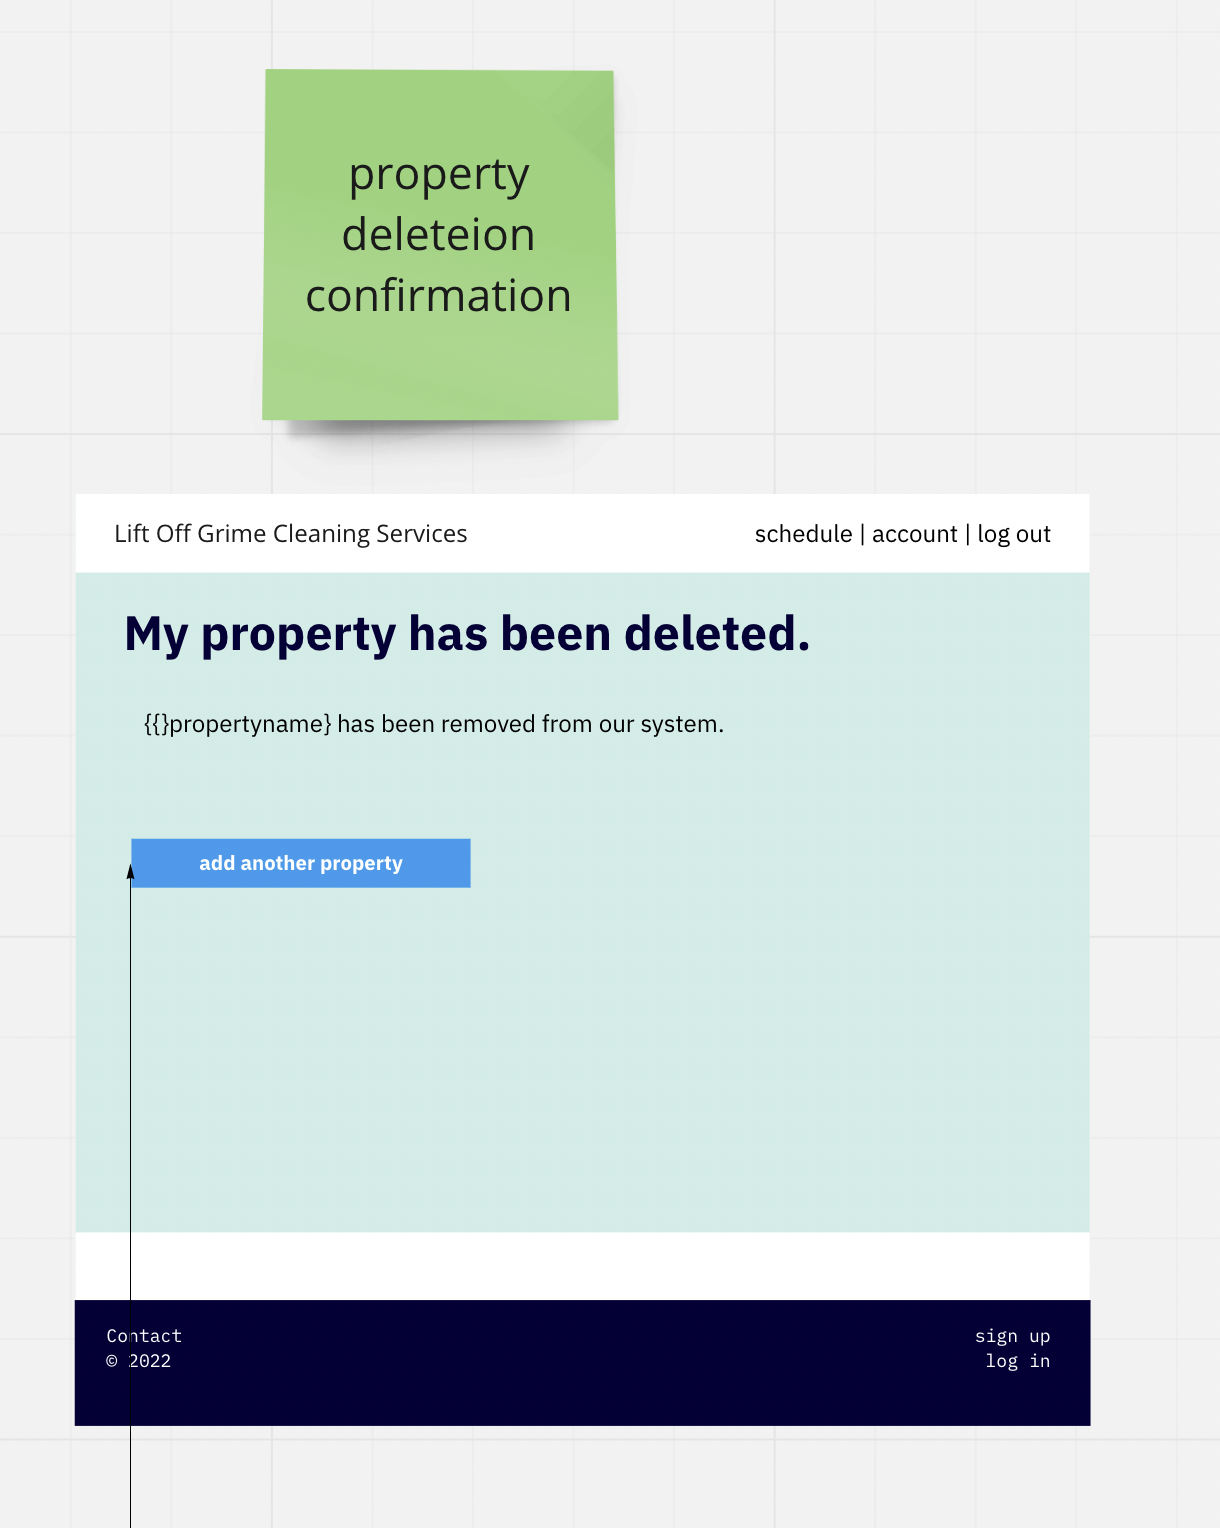 property
deleteion
confirmation
Lift Off Grime Cleaning Services
schedule | account | log out
My property has been deleted.
{{}propertyname} has been removed from our system.
add another property
Contact
© 2022
sign up
log in